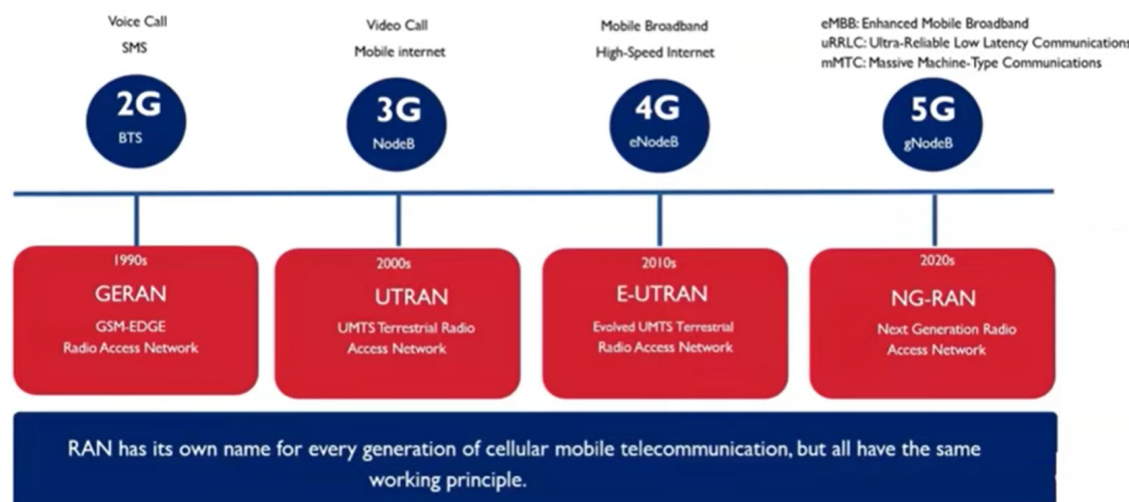 Voice Call
SMS
2G
BTS
Video Call
Mobile internet
3G
NodeB
Mobile Broadband
High-Speed Internet
4G
eNodeB
eMBB: Enhanced Mobile Broadband
uRRLC: Ultra-Reliable Low Latency Communications
mMTC: Massive Machine-Type Communications
5G
gNodeB
1990s
GERAN
GSM-EDGE
Radio Access Network
2000s
UTRAN
UMTS Terrestrial Radio
Access Network
2010s
E-UTRAN
Evolved UMTS Terrestrial
Radio Access Network
2020s
NG-RAN
Next Generation Radio
Access Network
RAN has its own name for every generation of cellular mobile telecommunication, but all have the same
working principle.